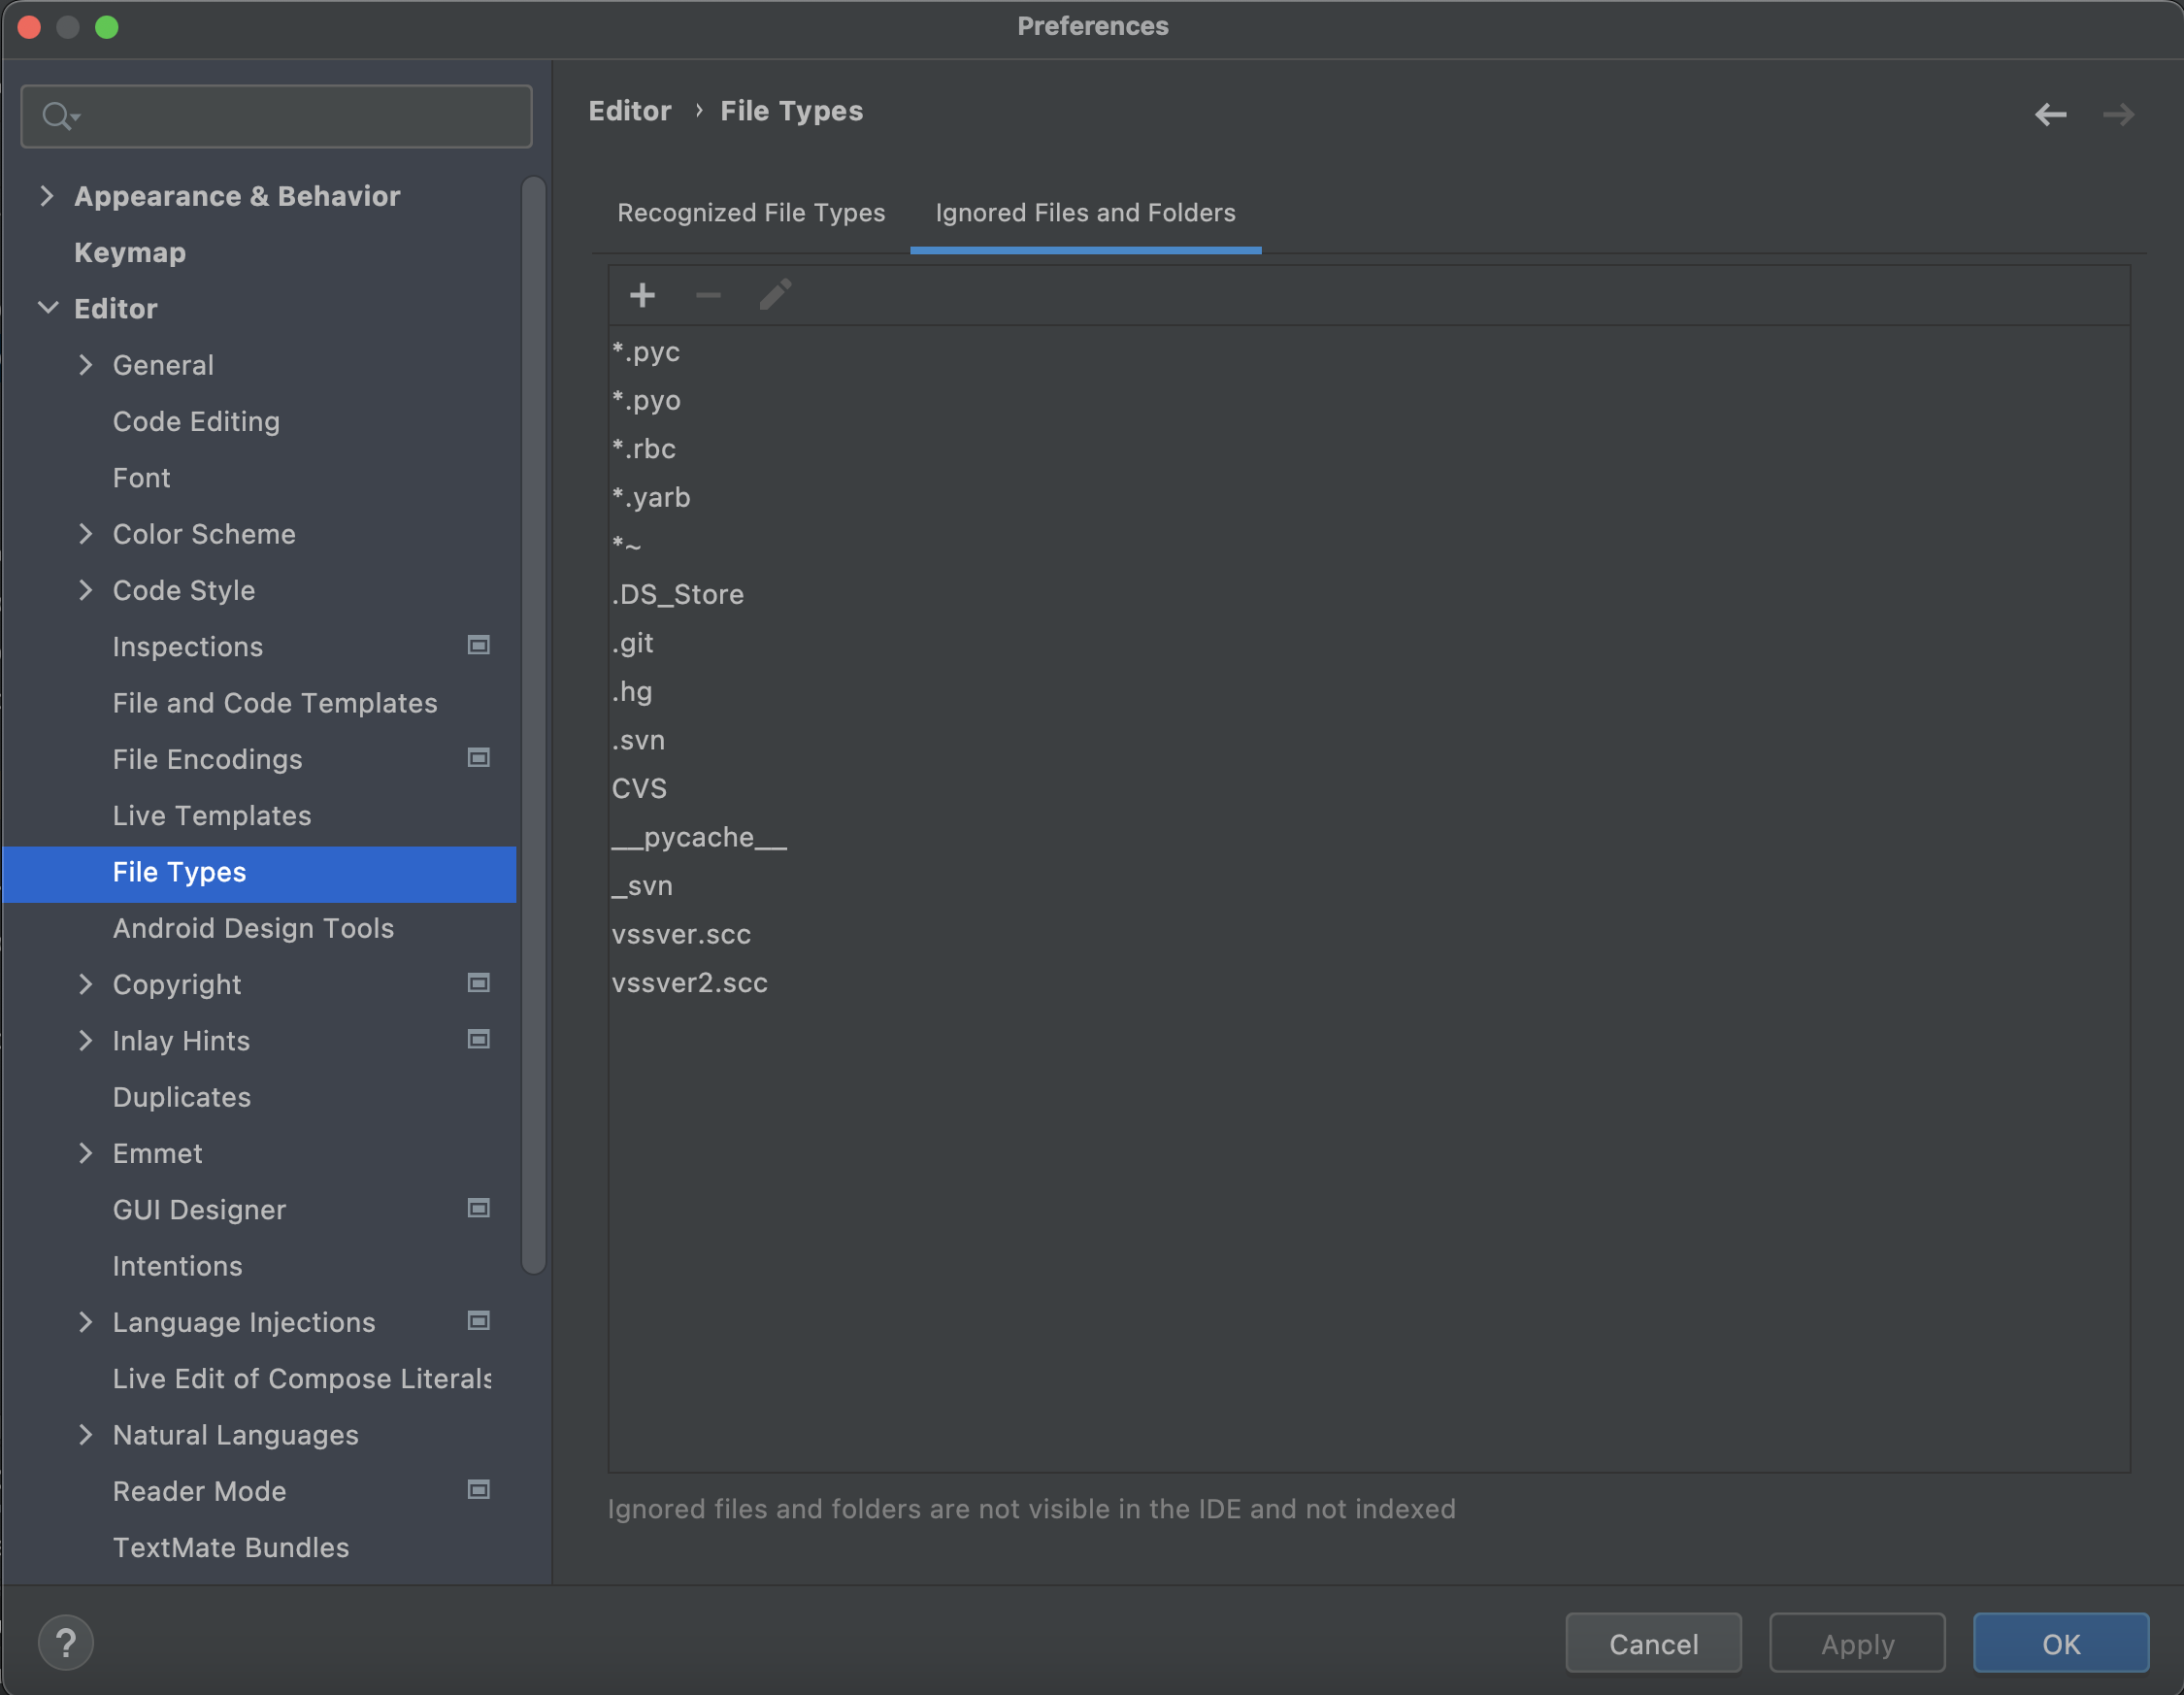 Preferences
Appearance & Behavior
Keymap
Editor
General
Code Editing
Font
Color Scheme
Code Style
Inspections
File and Code Templates
File Encodings
Live Templates
File Types
Android Design Tools
Copyright
Inlay Hints
Duplicates
Emmet
GUI Designer
Intentions
Language Injections
Live Edit of Compose Literals
Natural Languages
Reader Mode
TextMate Bundles
Editor › File Types
Recognized File Types Ignored Files and Folders
*.pyc
*.pyo
*.rbc
*.yarb
*~
.DS_Store
.git
.hg
.svn
CVS
__pycache__
_svn
vssver.scc
vssver2.scc
Ignored files and folders are not visible in the IDE and not indexed
? Cancel Apply OK